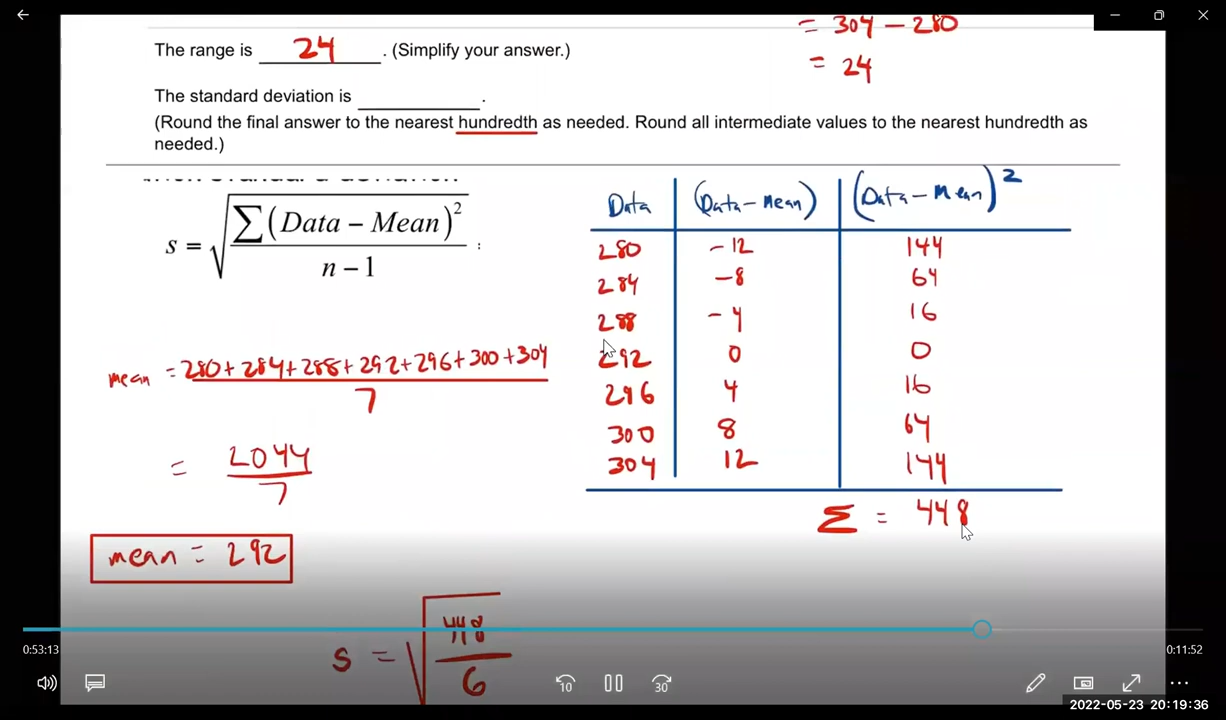 = 304 - 280
The range is 24. (Simplify your answer.)
= 24
The standard deviation is ____________.
(Round the final answer to the nearest hundredth as needed. Round all intermediate values to the nearest hundredth as
needed.)
s = √(∑(Data – Mean)² / (n – 1))
Data | (Data - Mean) | (Data - Mean)²
280 | -12 | 144
284 | -8 | 64
288 | -4 | 16
292 | 0 | 0
296 | 4 | 16
300 | 8 | 64
304 | 12 | 144
Σ = 448
mean = 280 + 284 + 288 + 292 + 296 + 300 + 304
7
= 2044
7
mean = 292
s = √(448 / 6)
0:53:13
0:11:52
10
30
2022-05-23 20:19:36